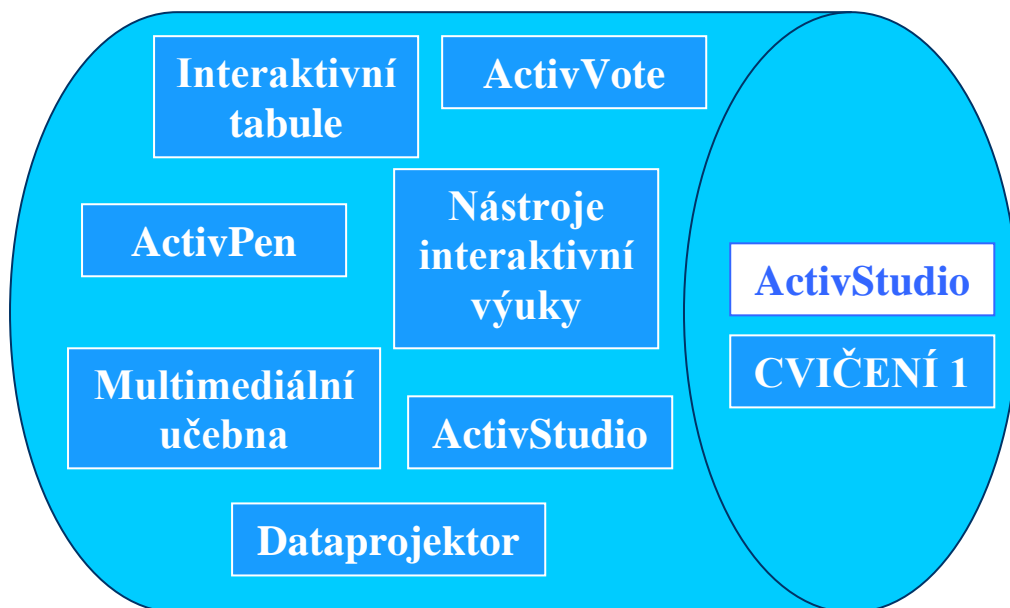 Interaktivní
tabule
ActivVote
ActivPen
Nástroje
interaktivní
výuky
ActivStudio
CVIČENÍ 1
Multimediální
učebna
ActivStudio
Dataprojektor